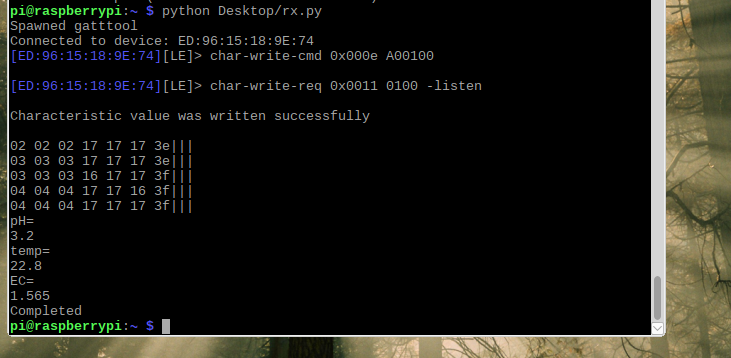 pi@raspberrypi:~ $ python Desktop/rx.py
Spawned gatttool
Connected to device: ED:96:15:18:9E:74
[ED:96:15:18:9E:74][LE]> char-write-cmd 0x000e A00100
[ED:96:15:18:9E:74][LE]> char-write-req 0x0011 0100 -listen
Characteristic value was written successfully
02 02 02 17 17 17 3e|||
03 03 03 17 17 17 3e|||
03 03 03 16 17 17 3f|||
04 04 04 17 17 16 3f|||
04 04 04 17 17 17 3f|||
pH=
3.2
temp=
22.8
EC=
1.565
Completed
pi@raspberrypi:~ $